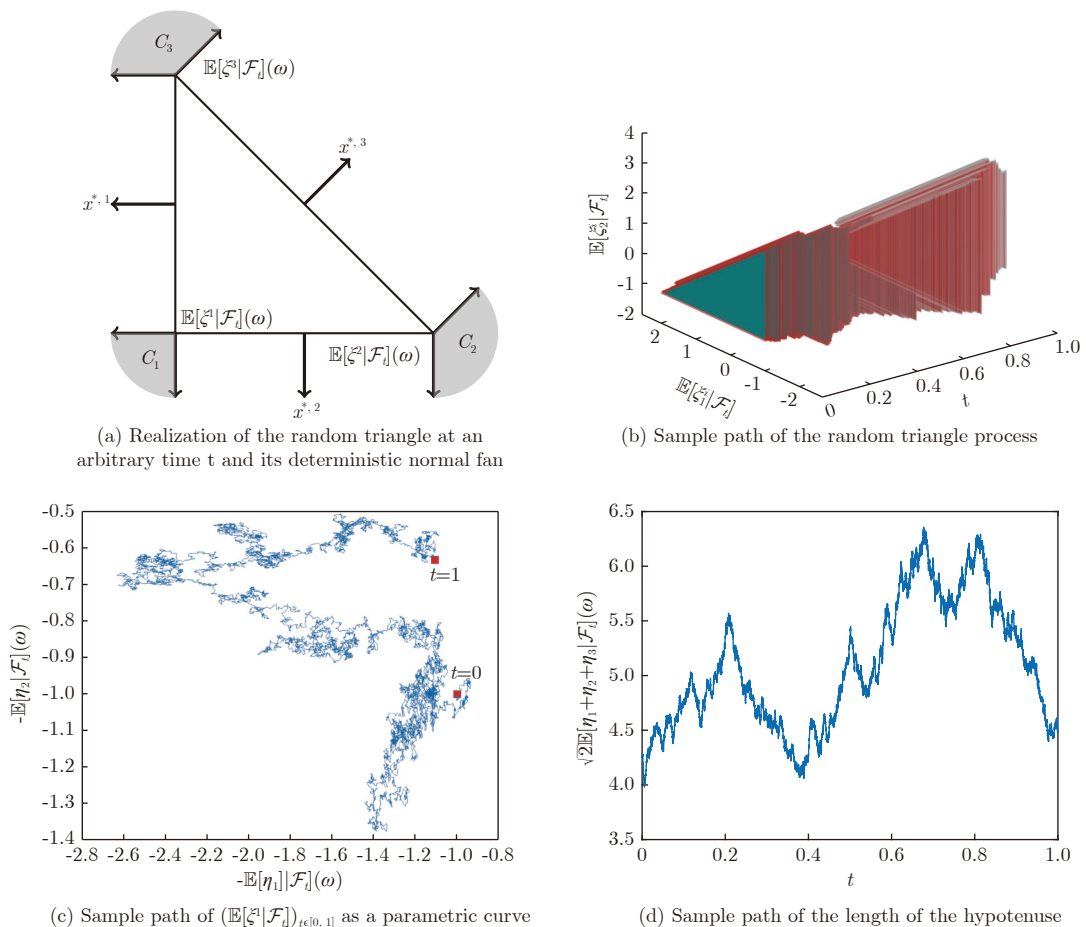 C₃
𝔼[ξ³|ℱₜ](ω)
x*,³
x*,¹
𝔼[ξ¹|ℱₜ](ω)
C₁
𝔼[ξ²|ℱₜ](ω)
C₂
x*,²
(a) Realization of the random triangle at an
arbitrary time t and its deterministic normal fan
4
3
2
1
0
-1
-2
𝔼[ξⁱ₂|ℱₜ]
2
1
0
-1
-2
𝔼[ξⁱ₁|ℱₜ]
0
0.2
0.4
0.6
0.8
1.0
t
(b) Sample path of the random triangle process
-0.5
-0.6
-0.7
-0.8
-0.9
-1.0
-1.1
-1.2
-1.3
-1.4
-𝔼[η₂|ℱₜ](ω)
t=1
t=0
-2.8 -2.6 -2.4 -2.2 -2.0 -1.8 -1.6 -1.4 -1.2 -1.0 -0.8
-𝔼[η₁]|ℱₜ](ω)
(c) Sample path of (𝔼[ξ¹|ℱₜ])ₜϵ[₀, ₁] as a parametric curve
6.5
6.0
5.5
5.0
4.5
4.0
3.5
√2𝔼[η₁+η₂+η₃|ℱₜ](ω)
0 0.2 0.4 0.6 0.8 1.0
t
(d) Sample path of the length of the hypotenuse